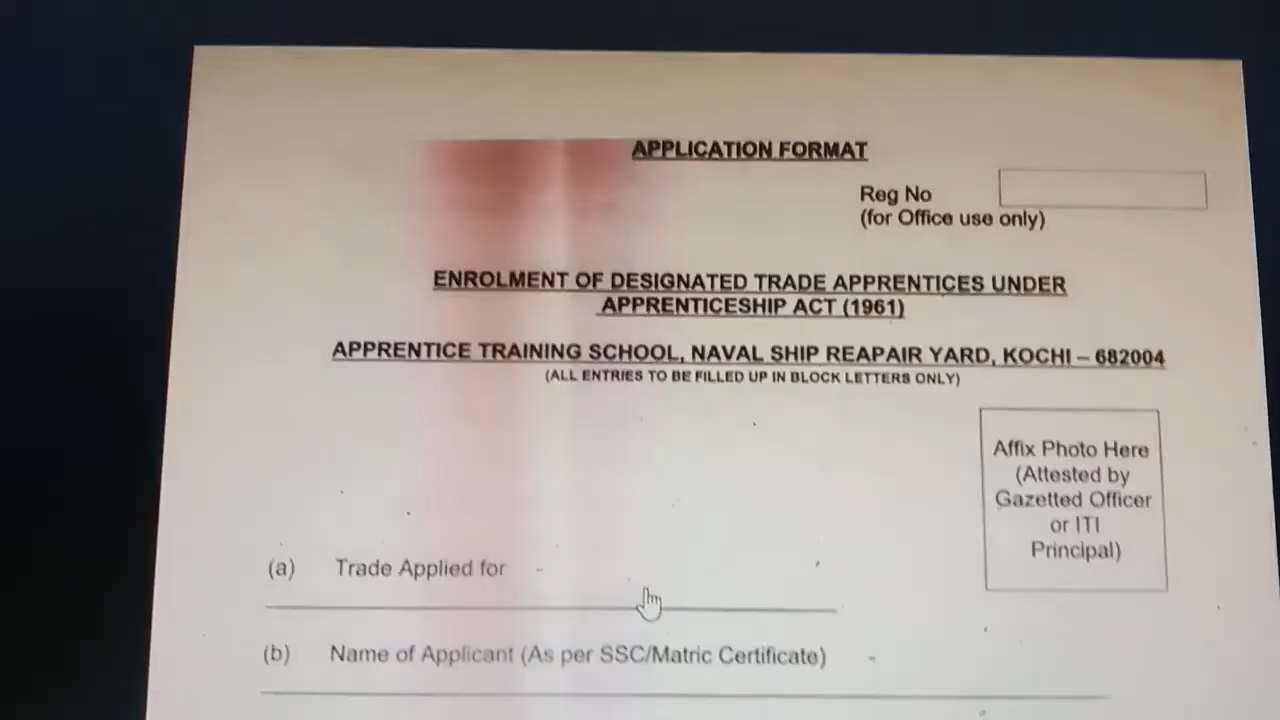 APPLICATION FORMAT
Reg No
(for Office use only)
ENROLMENT OF DESIGNATED TRADE APPRENTICES UNDER
APPRENTICESHIP ACT (1961)
APPRENTICE TRAINING SCHOOL, NAVAL SHIP REAPAIR YARD, KOCHI – 682004
(ALL ENTRIES TO BE FILLED UP IN BLOCK LETTERS ONLY)
Affix Photo Here
(Attested by
Gazetted Officer
or ITI
Principal)
(a) Trade Applied for -
(b) Name of Applicant (As per SSC/Matric Certificate) -